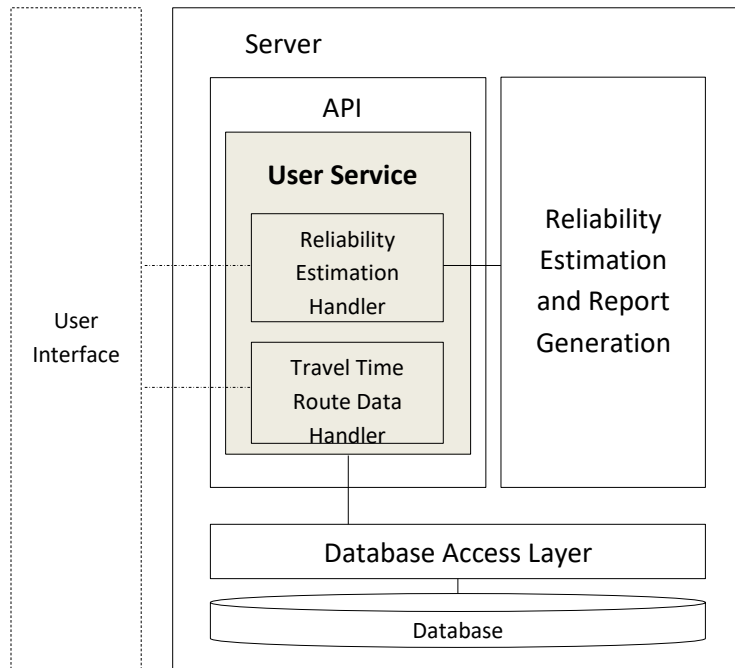 Server
API
User Service
Reliability
Estimation
Handler
Travel Time
Route Data
Handler
Reliability
Estimation
and Report
Generation
User
Interface
Database Access Layer
Database